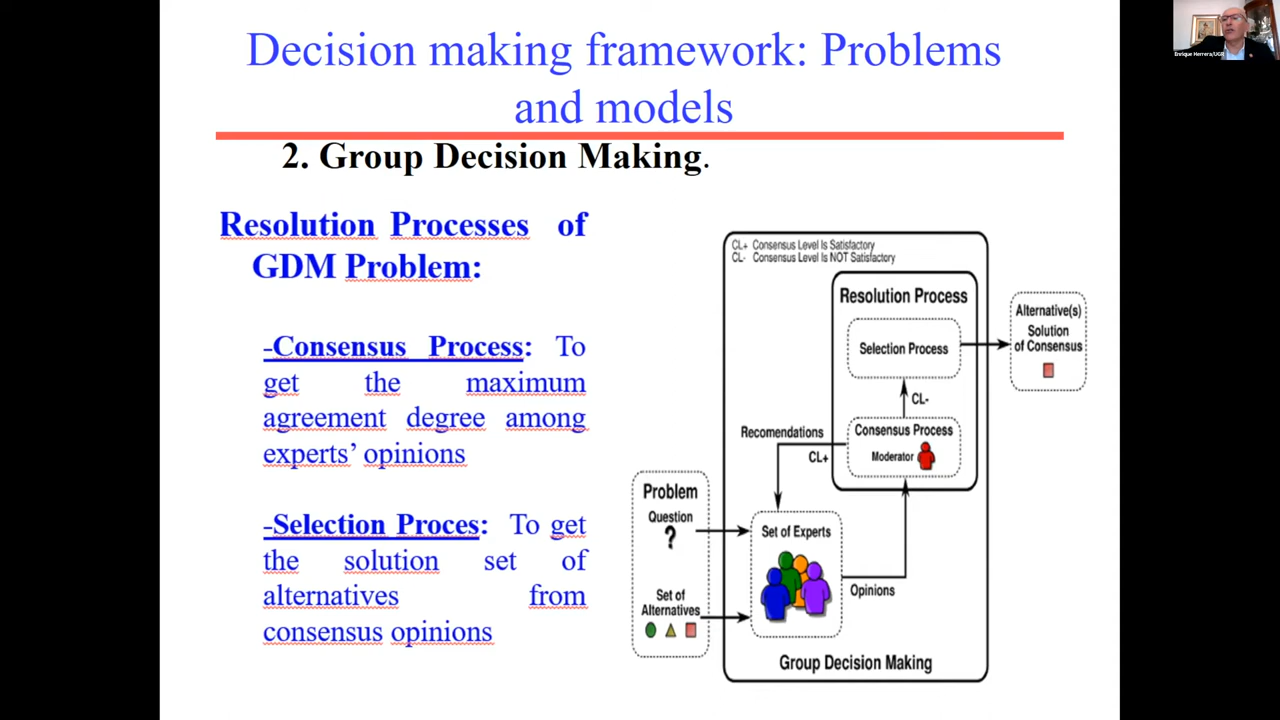 Decision making framework: Problems
and models
2. Group Decision Making.
Resolution Processes of
GDM Problem:
-Consensus Process: To
get the maximum
agreement degree among
experts’ opinions
-Selection Proces: To get
the solution set of
alternatives from
consensus opinions
CL+ Consensus Level Is Satisfactory
CL- Consensus Level Is NOT Satisfactory
Resolution Process
Selection Process
CL-
Consensus Process
Moderator
Recomendations
CL+
Alternative(s)
Solution
of Consensus
Problem
Question
?
Set of
Alternatives
Set of Experts
Opinions
Group Decision Making
Enrique Herrera/UGR